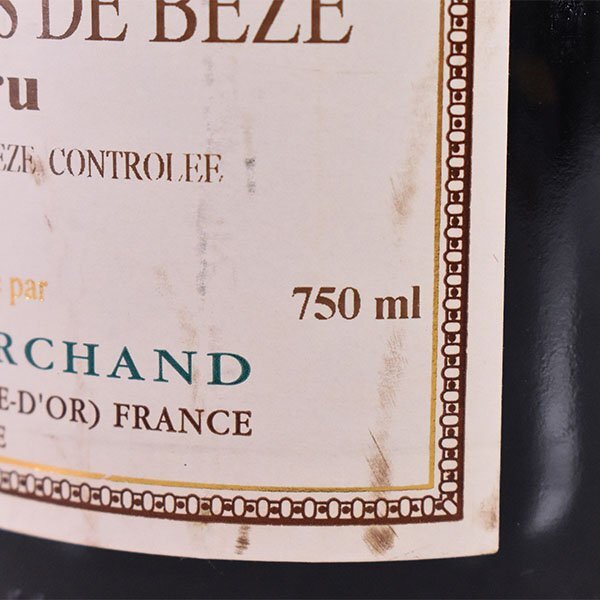 S DE BEZE
ru
EZE CONTROLEE
par
750 ml
RCHAND
E-D'OR) FRANCE
E